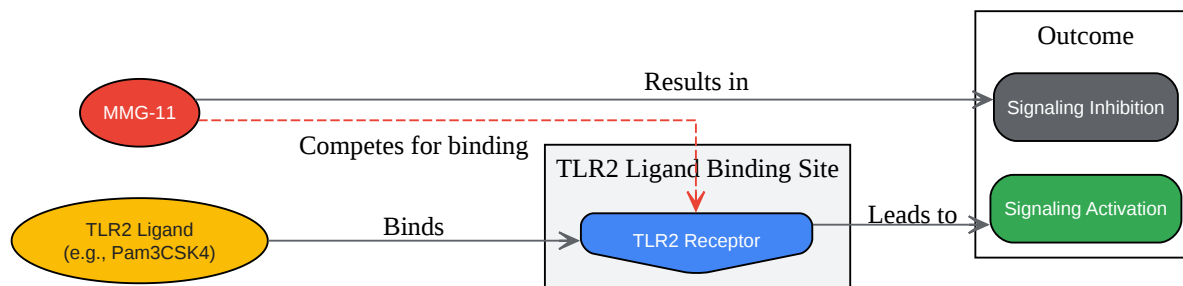 Outcome
Results in
MMG-11
Signaling Inhibition
Competes for binding
TLR2 Ligand Binding Site
TLR2 Ligand
(e.g., Pam3CSK4)
Binds
TLR2 Receptor
Leads to
Signaling Activation